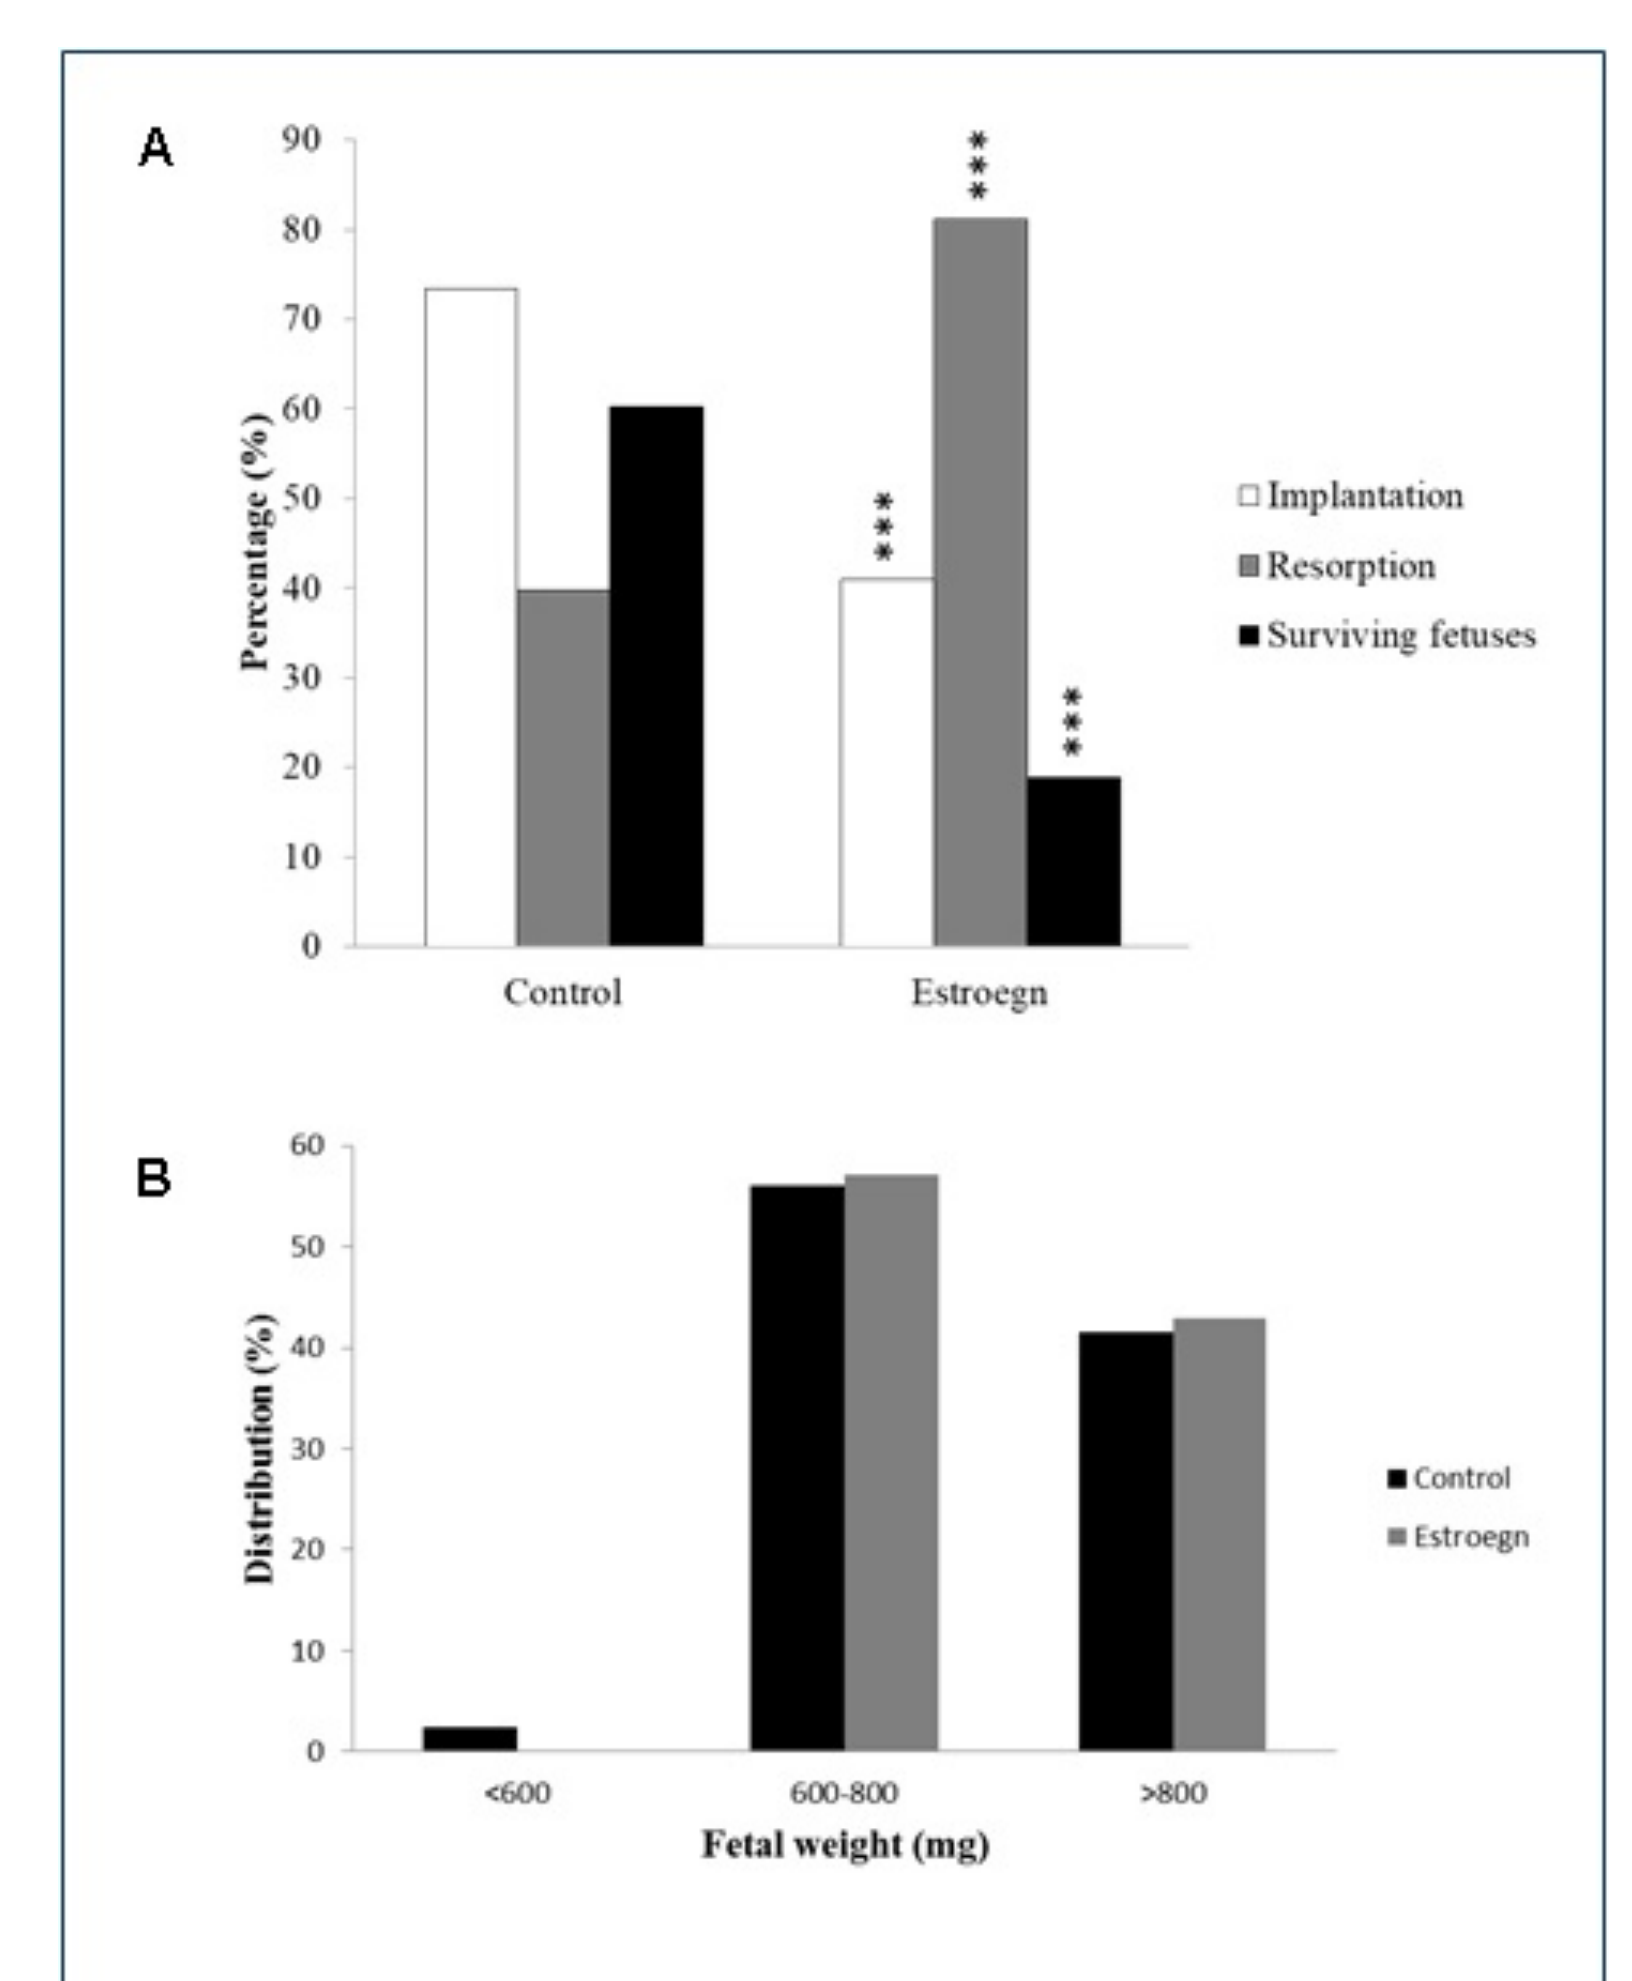 A
90
80
70
60
50
40
30
20
10
0
Percentage (%)
***
***
***
Control
Estroegn
Implantation
Resorption
Surviving fetuses
B
60
50
40
30
20
10
0
Distribution (%)
<600
600-800
>800
Fetal weight (mg)
Control
Estroegn